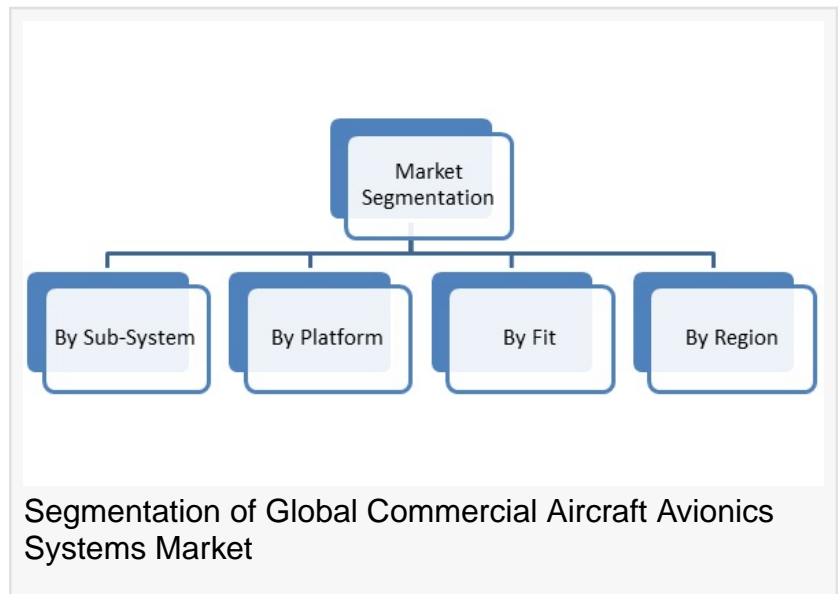 Market
Segmentation
By Sub-System
By Platform
By Fit
By Region
Segmentation of Global Commercial Aircraft Avionics
Systems Market